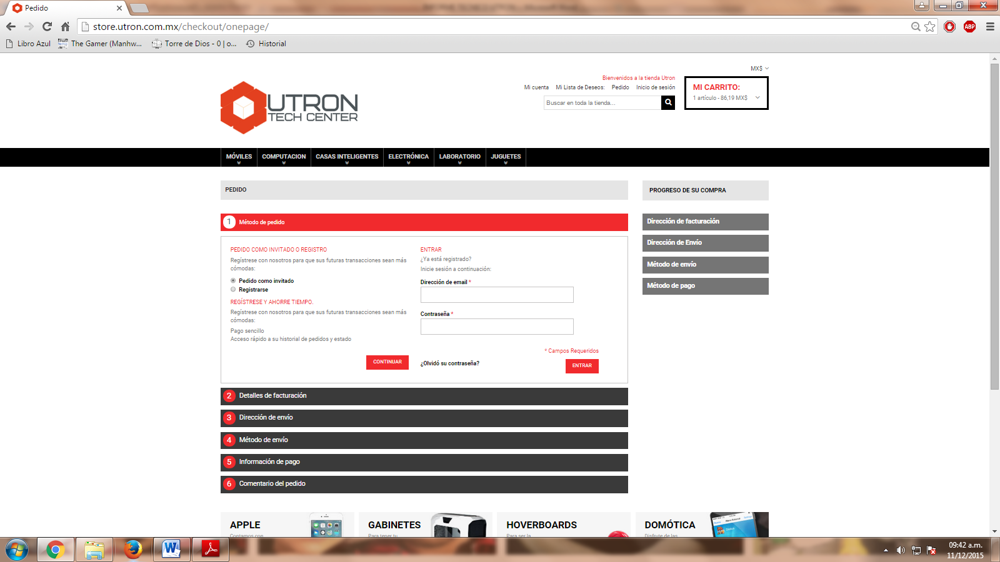 Pedido
store.utron.com.mx/checkout/onepage/
ABP
Libro Azul
The Gamer (Manhw...
Torre de Dios - 0 | o...
Historial
MX$
Bienvenidos a la tienda Utron
Mi cuenta Mi Lista de Deseos: Pedido Inicio de sesión
Buscar en toda la tienda...
MI CARRITO:
1 artículo - 86,19 MX$
UTRON
TECH CENTER
MÓVILES COMPUTACION CASAS INTELIGENTES ELECTRÓNICA LABORATORIO JUGUETES
PEDIDO
1 Método de pedido
PEDIDO COMO INVITADO O REGISTRO
Regístrese con nosotros para que sus futuras transacciones sean más
cómodas:
Pedido como invitado
Registrarse
REGÍSTRESE Y AHORRE TIEMPO.
Regístrese con nosotros para que sus futuras transacciones sean más
cómodas:
Pago sencillo
Acceso rápido a su historial de pedidos y estado
CONTINUAR
ENTRAR
¿Ya está registrado?
Inicie sesión a continuación:
Dirección de email *
Contraseña *
* Campos Requeridos
¿Olvidó su contraseña?
ENTRAR
2 Detalles de facturación
3 Dirección de envío
4 Método de envío
5 Información de pago
6 Comentario del pedido
PROGRESO DE SU COMPRA
Dirección de facturación
Dirección de Envío
Método de envío
Método de pago
APPLE
Contamos con
GABINETES
Para tener tu
HOVERBOARDS
Para ser la
DOMÓTICA
Disfrute de las
09:42 a.m.
11/12/2015